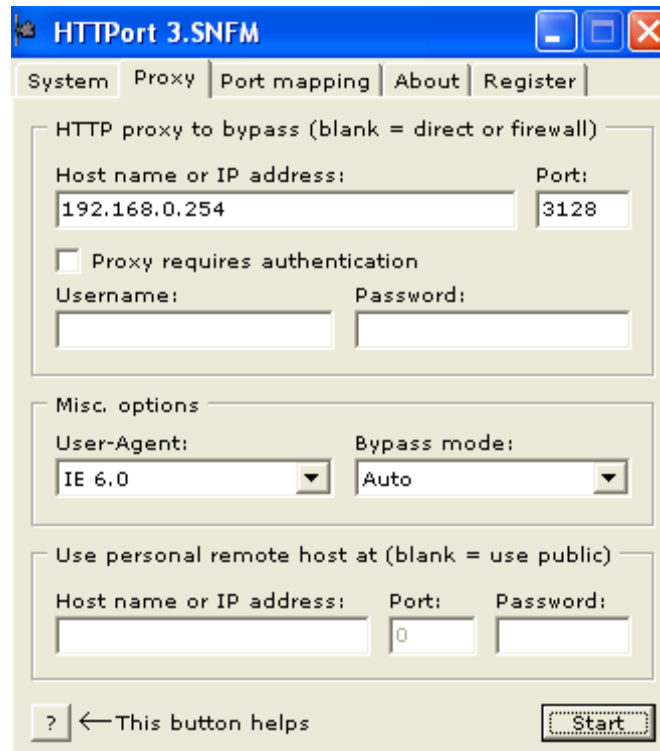 HTTPort 3.SNFM
System Proxy Port mapping About Register
HTTP proxy to bypass (blank = direct or firewall)
Host name or IP address: Port:
192.168.0.254 3128
Proxy requires authentication
Username: Password:
Misc. options
User-Agent: Bypass mode:
IE 6.0 Auto
Use personal remote host at (blank = use public)
Host name or IP address: Port: Password:
0
? ←This button helps Start